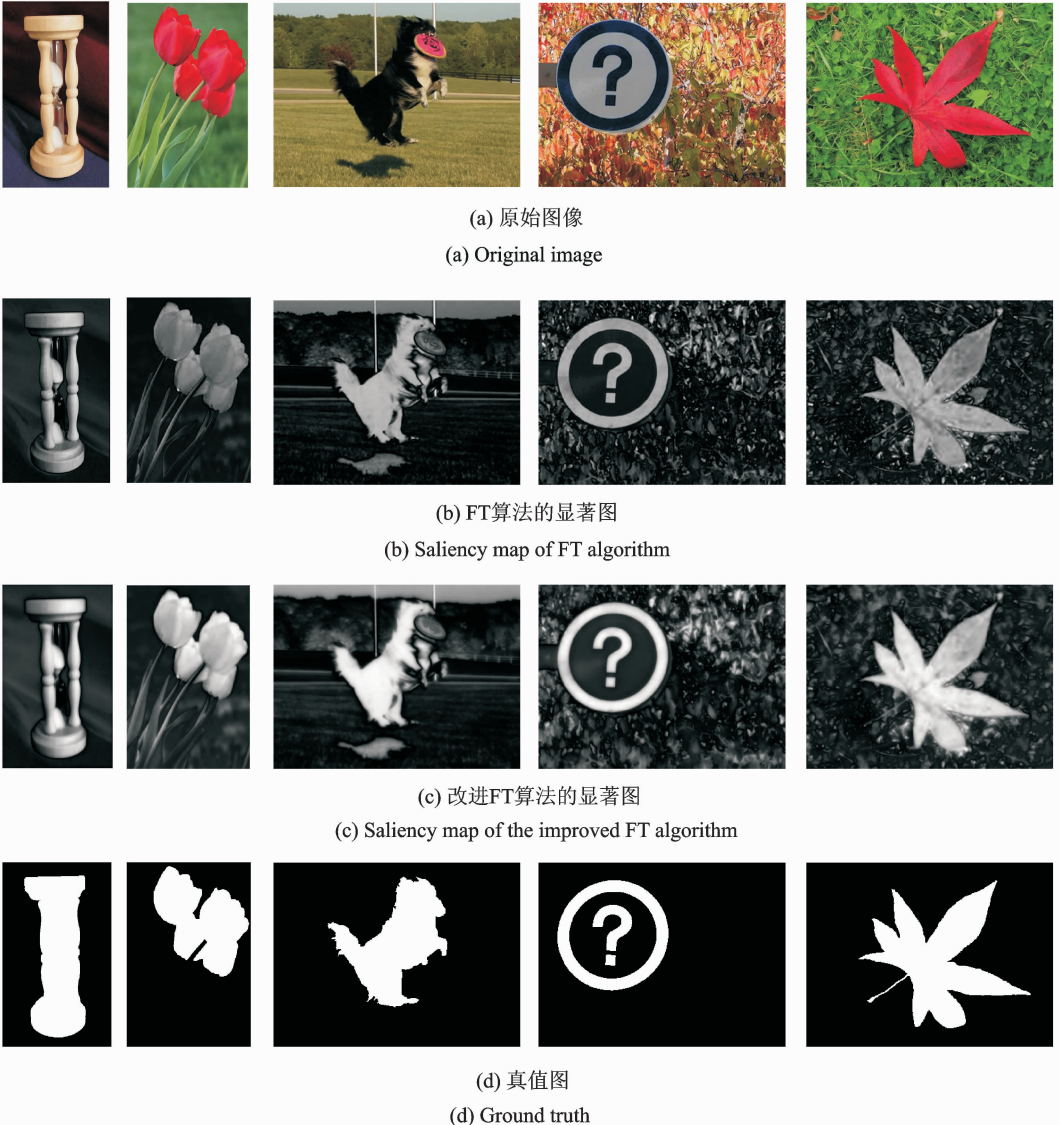 (a) 原始图像
(a) Original image
(b) FT算法的显著图
(b) Saliency map of FT algorithm
(c) 改进FT算法的显著图
(c) Saliency map of the improved FT algorithm
(d) 真值图
(d) Ground truth